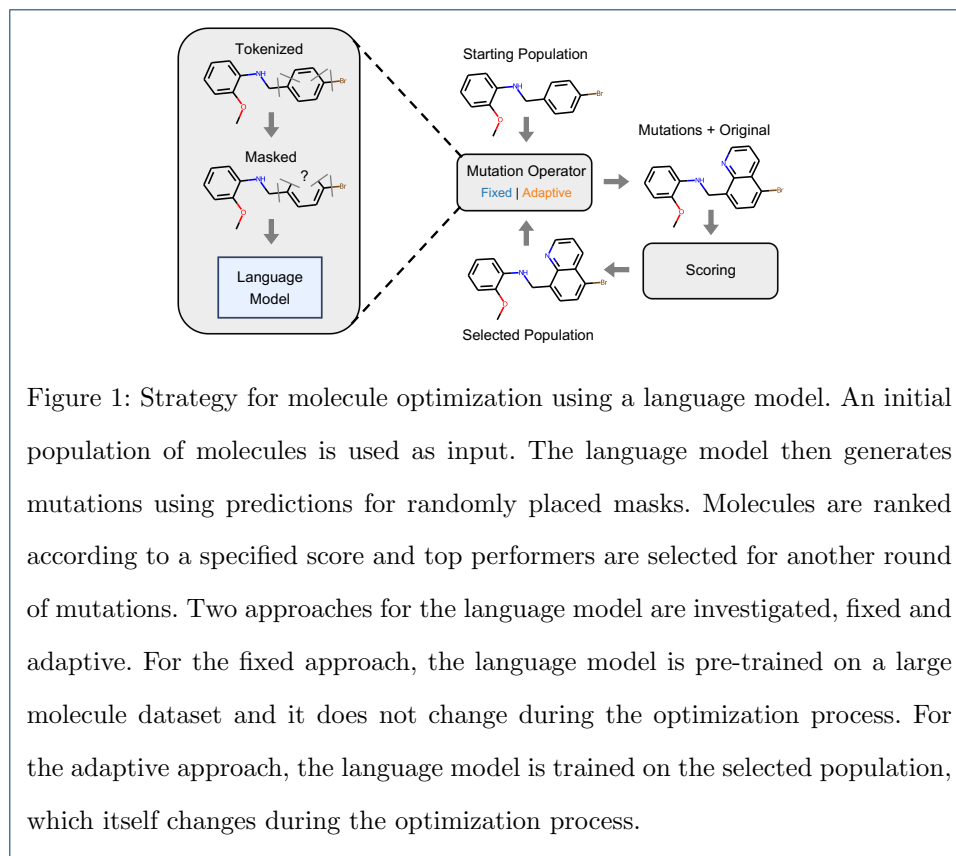 Tokenized
NH
Br
O
Masked
?
NH
Br
O
Language
Model
Starting Population
NH
Br
O
Mutation Operator
Fixed | Adaptive
Mutations + Original
N
NH
Br
O
Scoring
N
NH
Br
O
Selected Population
Figure 1: Strategy for molecule optimization using a language model. An initial
population of molecules is used as input. The language model then generates
mutations using predictions for randomly placed masks. Molecules are ranked
according to a specified score and top performers are selected for another round
of mutations. Two approaches for the language model are investigated, fixed and
adaptive. For the fixed approach, the language model is pre-trained on a large
molecule dataset and it does not change during the optimization process. For
the adaptive approach, the language model is trained on the selected population,
which itself changes during the optimization process.